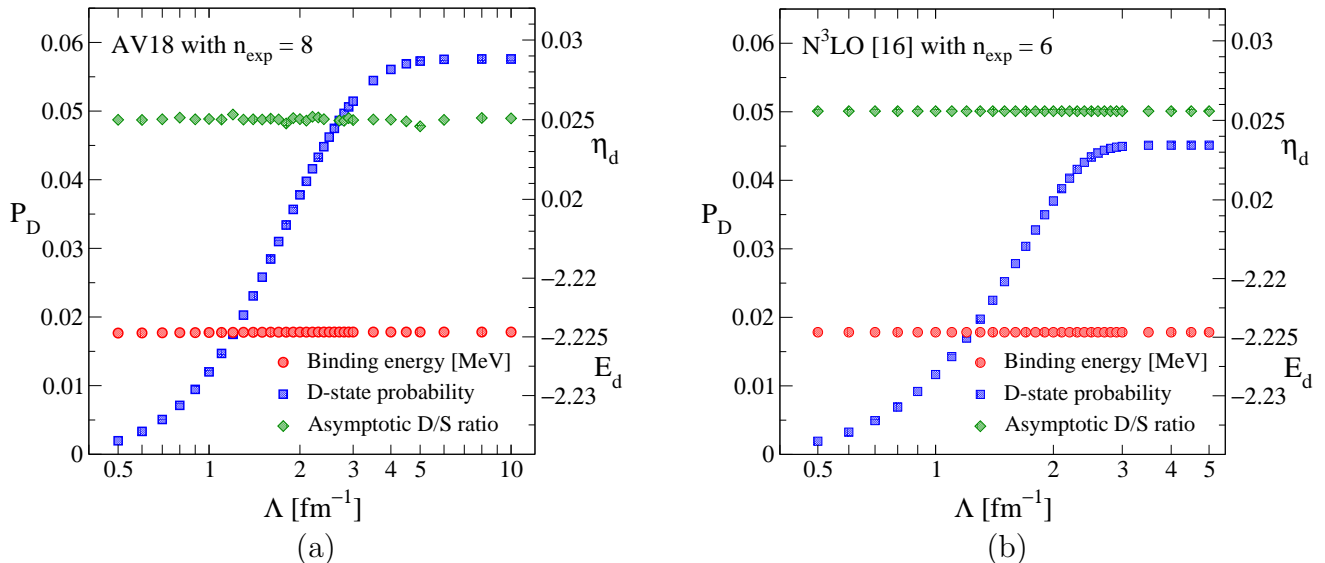 AV18 with n_exp = 8
P_D
0.06
0.05
0.04
0.03
0.02
0.01
0
0.03
0.025
η_d
0.02
−2.22
−2.225
E_d
−2.23
Binding energy [MeV]
D-state probability
Asymptotic D/S ratio
0.5 1 2 3 4 5 10
Λ [fm⁻¹]
(a)
N³LO [16] with n_exp = 6
P_D
0.06
0.05
0.04
0.03
0.02
0.01
0
0.03
0.025
η_d
0.02
−2.22
−2.225
E_d
−2.23
Binding energy [MeV]
D-state probability
Asymptotic D/S ratio
0.5 1 2 3 4 5
Λ [fm⁻¹]
(b)